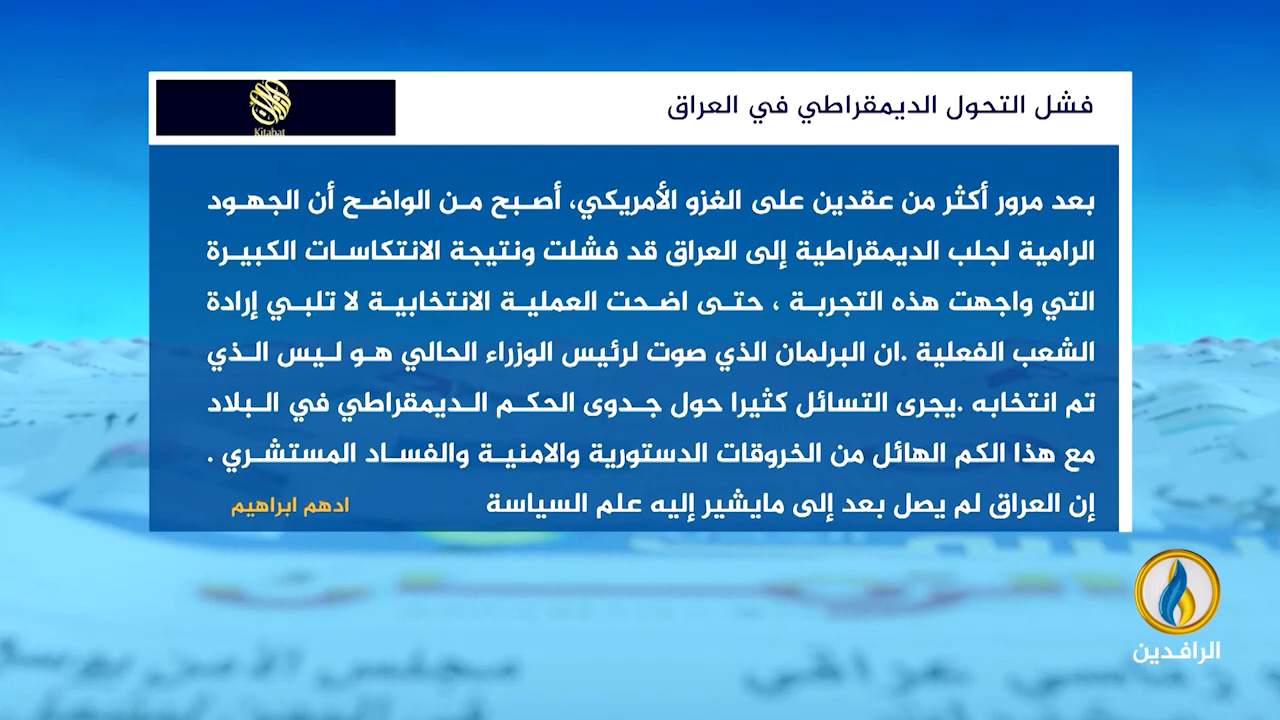 فشل التحول الديمقراطي في العراق
Kitabat
بعد مرور أكثر من عقدين على الغزو الأمريكي، أصبح من الواضح أن الجهود
الرامية لجلب الديمقراطية إلى العراق قد فشلت ونتيجة الانتكاسات الكبيرة
التي واجهت هذه التجربة ، حتى اضحت العملية الانتخابية لا تلبي إرادة
الشعب الفعلية .ان البرلمان الذي صوت لرئيس الوزراء الحالي هو ليس الذي
تم انتخابه .يجرى التسائل كثيرا حول جدوى الحكم الديمقراطي في البلاد
مع هذا الكم الهائل من الخروقات الدستورية والامنية والفساد المستشري .
إن العراق لم يصل بعد إلى مايشير إليه علم السياسة
ادهم ابراهيم
الرافدين
مجلس الأمن